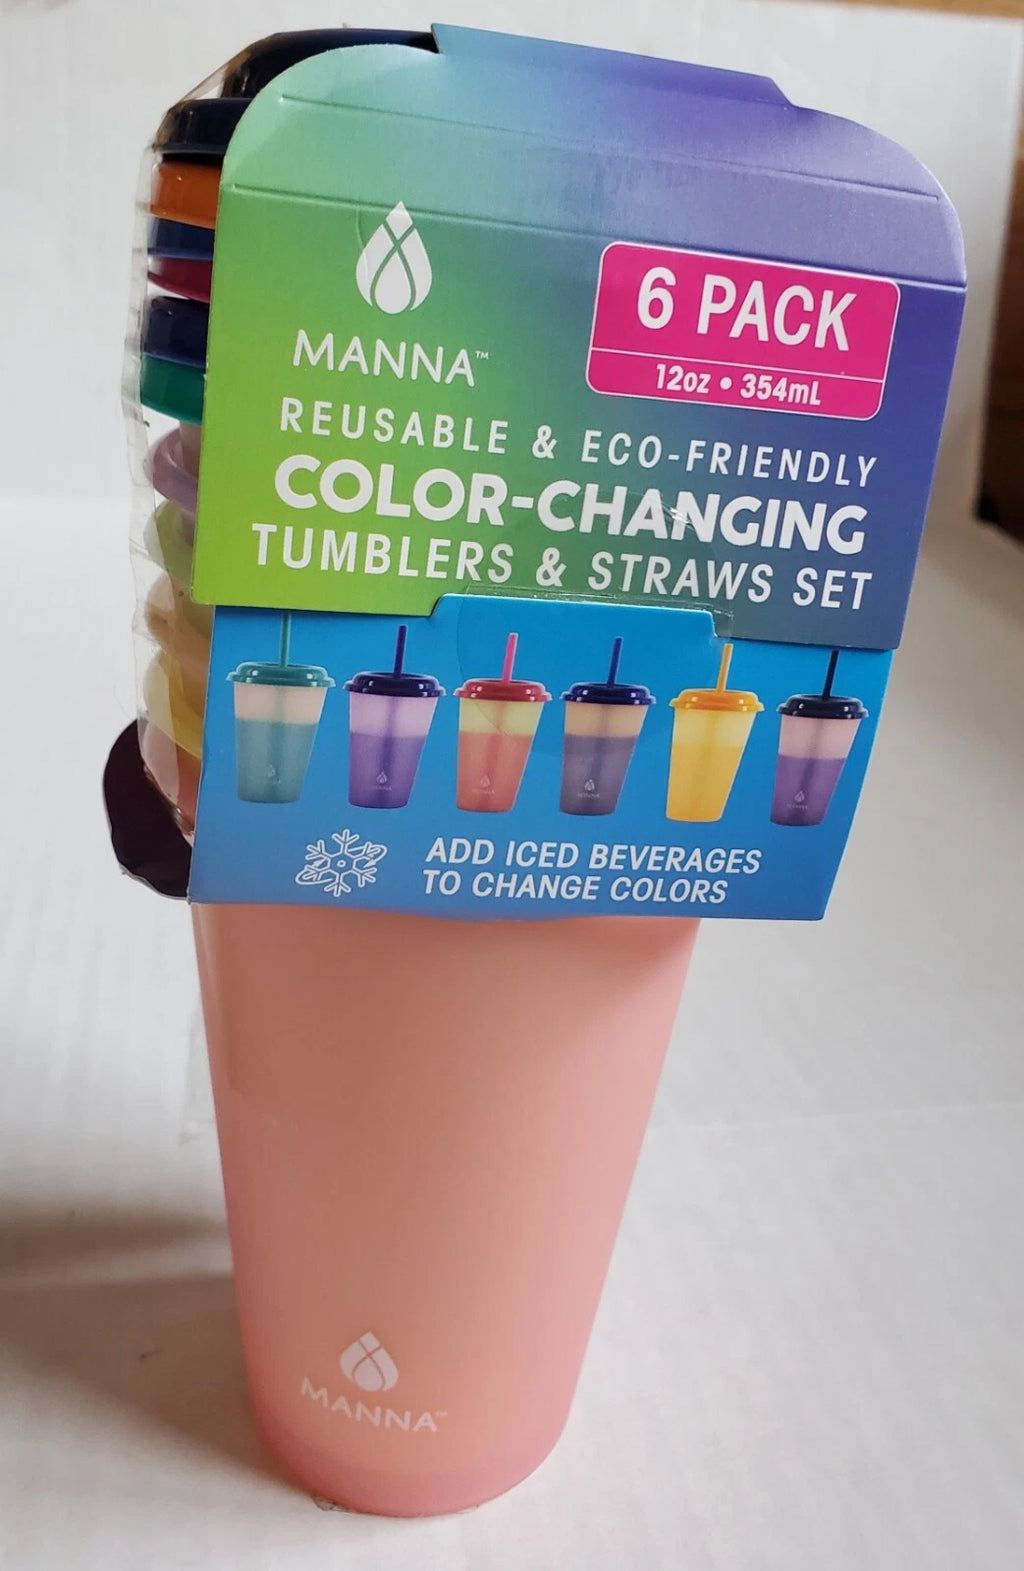 MANNA™
6 PACK
12oz • 354mL
REUSABLE & ECO-FRIENDLY
COLOR-CHANGING
TUMBLERS & STRAWS SET
ADD ICED BEVERAGES
TO CHANGE COLORS
MANNA™